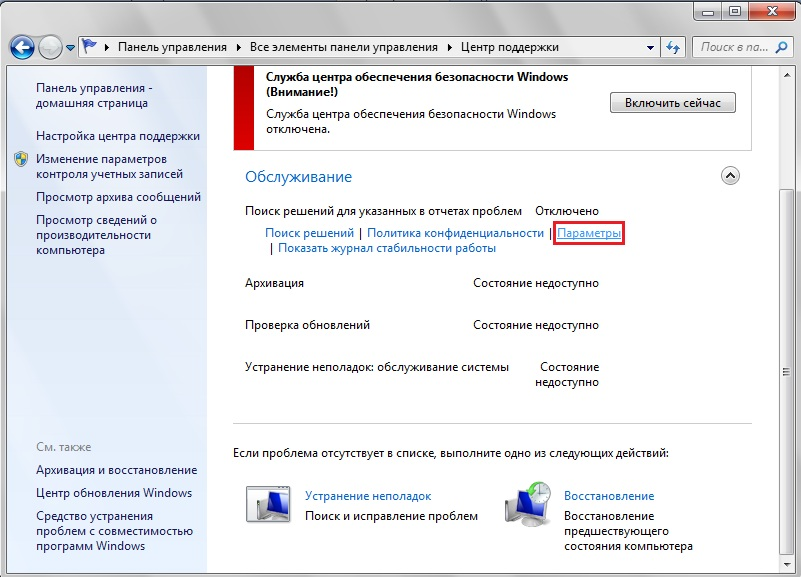 Панель управления ▸ Все элементы панели управления ▸ Центр поддержки
Поиск в па...
Панель управления -
домашняя страница
Настройка центра поддержки
Изменение параметров
контроля учетных записей
Просмотр архива сообщений
Просмотр сведений о
производительности
компьютера
См. также
Архивация и восстановление
Центр обновления Windows
Средство устранения
проблем с совместимостью
программ Windows
Служба центра обеспечения безопасности Windows
(Внимание!)
Служба центра обеспечения безопасности Windows
отключена.
Включить сейчас
Обслуживание
Поиск решений для указанных в отчетах проблем Отключено
Поиск решений | Политика конфиденциальности | Параметры
| Показать журнал стабильности работы
Архивация Состояние недоступно
Проверка обновлений Состояние недоступно
Устранение неполадок: обслуживание системы Состояние
недоступно
Если проблема отсутствует в списке, выполните одно из следующих действий:
Устранение неполадок
Поиск и исправление проблем
Восстановление
Восстановление
предшествующего
состояния компьютера